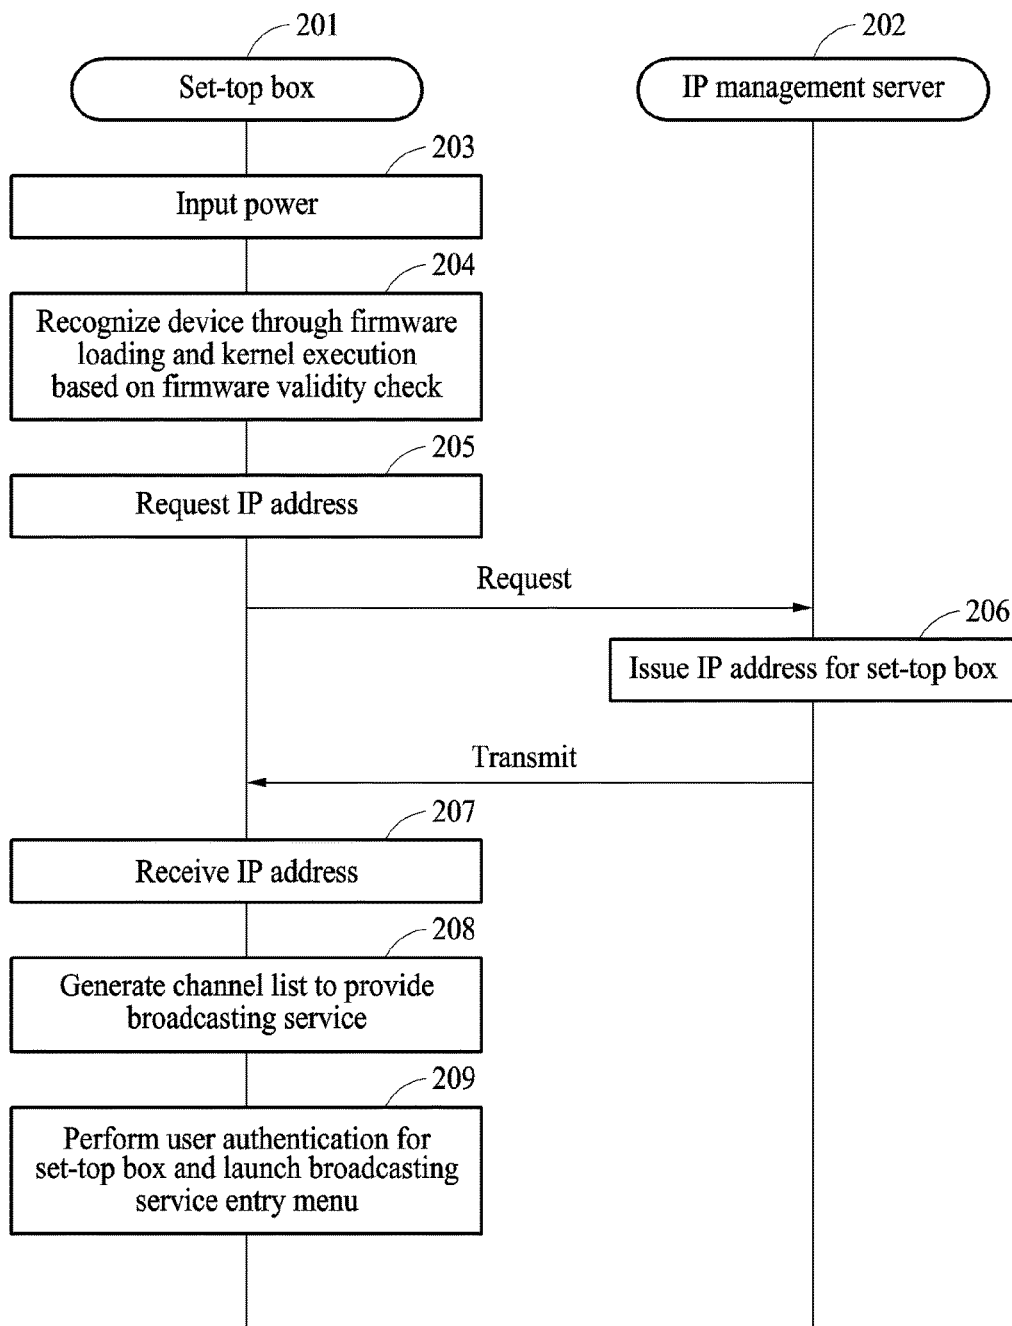 201
202
Set-top box
IP management server
203
Input power
204
Recognize device through firmware
loading and kernel execution
based on firmware validity check
205
Request IP address
Request
206
Issue IP address for set-top box
Transmit
207
Receive IP address
208
Generate channel list to provide
broadcasting service
209
Perform user authentication for
set-top box and launch broadcasting
service entry menu